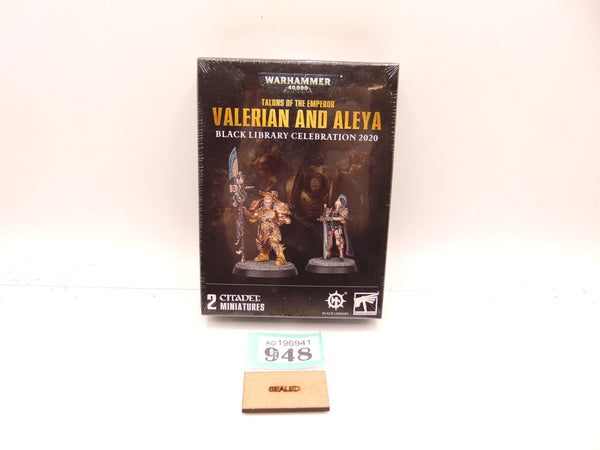 WARHAMMER
40,000
TALONS OF THE EMPEROR
VALERIAN AND ALEYA
BLACK LIBRARY CELEBRATION 2020
2 CITADEL MINIATURES
BLACK LIBRARY
AD196941
948
SEALED